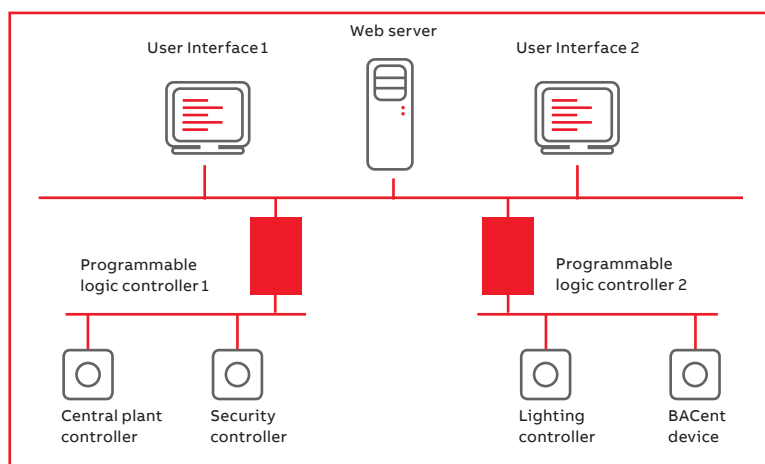 Web server
User Interface 1
User Interface 2
Programmable
logic controller 1
Programmable
logic controller 2
Central plant
controller
Security
controller
Lighting
controller
BACent
device